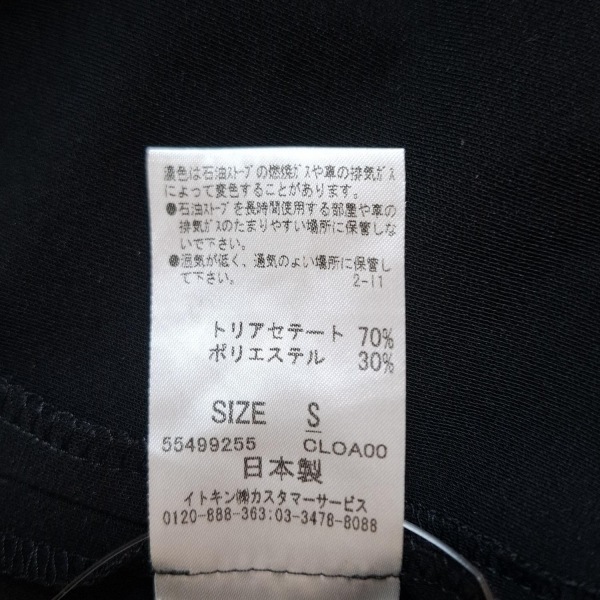 濃色は石油ストーブの燃焼ガスや車の排気ガス
によって変色することがあります。
●石油ストーブを長時間使用する部屋や車の
排気ガスのたまりやすい場所に保管しな
いで下さい。
●湿気が低く、通気のよい場所に保管し
て下さい。 2-11
トリアセテート 70%
ポリエステル 30%
SIZE S
55499255 CLOA00
日本製
イトキン㈱カスタマーサービス
0120-888-363:03-3478-8088